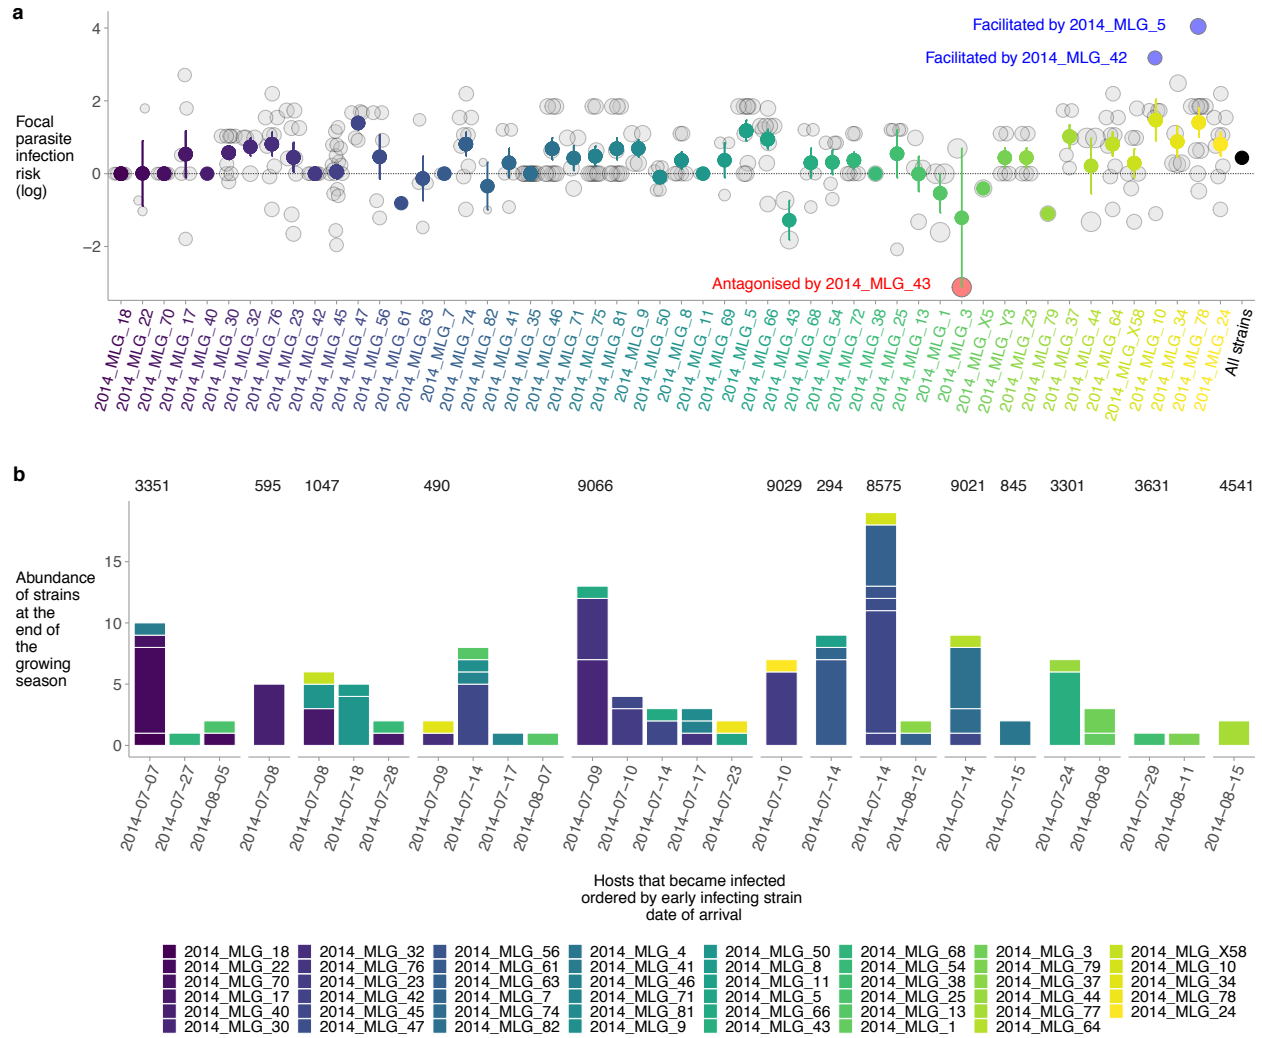 a
Focal
parasite
infection
risk
(log)
4
2
0
−2
Facilitated by 2014_MLG_5
Facilitated by 2014_MLG_42
Antagonised by 2014_MLG_43
2014_MLG_18
2014_MLG_22
2014_MLG_70
2014_MLG_17
2014_MLG_40
2014_MLG_30
2014_MLG_32
2014_MLG_76
2014_MLG_23
2014_MLG_42
2014_MLG_45
2014_MLG_47
2014_MLG_56
2014_MLG_61
2014_MLG_63
2014_MLG_7
2014_MLG_74
2014_MLG_82
2014_MLG_41
2014_MLG_35
2014_MLG_46
2014_MLG_71
2014_MLG_75
2014_MLG_81
2014_MLG_9
2014_MLG_50
2014_MLG_8
2014_MLG_11
2014_MLG_69
2014_MLG_5
2014_MLG_66
2014_MLG_43
2014_MLG_68
2014_MLG_54
2014_MLG_72
2014_MLG_38
2014_MLG_25
2014_MLG_13
2014_MLG_1
2014_MLG_3
2014_MLG_X5
2014_MLG_Y3
2014_MLG_Z3
2014_MLG_79
2014_MLG_37
2014_MLG_44
2014_MLG_64
2014_MLG_X58
2014_MLG_10
2014_MLG_34
2014_MLG_78
2014_MLG_24
All strains
b
3351 595 1047 490 9066 9029 294 8575 9021 845 3301 3631 4541
Abundance
of strains
at the
end of
the
growing
season
15
10
5
0
2014−07−07
2014−07−27
2014−08−05
2014−07−08
2014−07−08
2014−07−18
2014−07−28
2014−07−09
2014−07−14
2014−07−17
2014−08−07
2014−07−09
2014−07−10
2014−07−14
2014−07−17
2014−07−23
2014−07−10
2014−07−14
2014−07−14
2014−08−12
2014−07−14
2014−07−15
2014−07−24
2014−08−08
2014−07−29
2014−08−11
2014−08−15
Hosts that became infected
ordered by early infecting strain
date of arrival
2014_MLG_18 2014_MLG_32 2014_MLG_56 2014_MLG_4 2014_MLG_50 2014_MLG_68 2014_MLG_3 2014_MLG_X58
2014_MLG_22 2014_MLG_76 2014_MLG_61 2014_MLG_41 2014_MLG_8 2014_MLG_54 2014_MLG_79 2014_MLG_10
2014_MLG_70 2014_MLG_23 2014_MLG_63 2014_MLG_46 2014_MLG_11 2014_MLG_38 2014_MLG_37 2014_MLG_34
2014_MLG_17 2014_MLG_42 2014_MLG_7 2014_MLG_71 2014_MLG_5 2014_MLG_25 2014_MLG_44 2014_MLG_78
2014_MLG_40 2014_MLG_45 2014_MLG_74 2014_MLG_81 2014_MLG_66 2014_MLG_13 2014_MLG_77 2014_MLG_24
2014_MLG_30 2014_MLG_47 2014_MLG_82 2014_MLG_9 2014_MLG_43 2014_MLG_1 2014_MLG_64